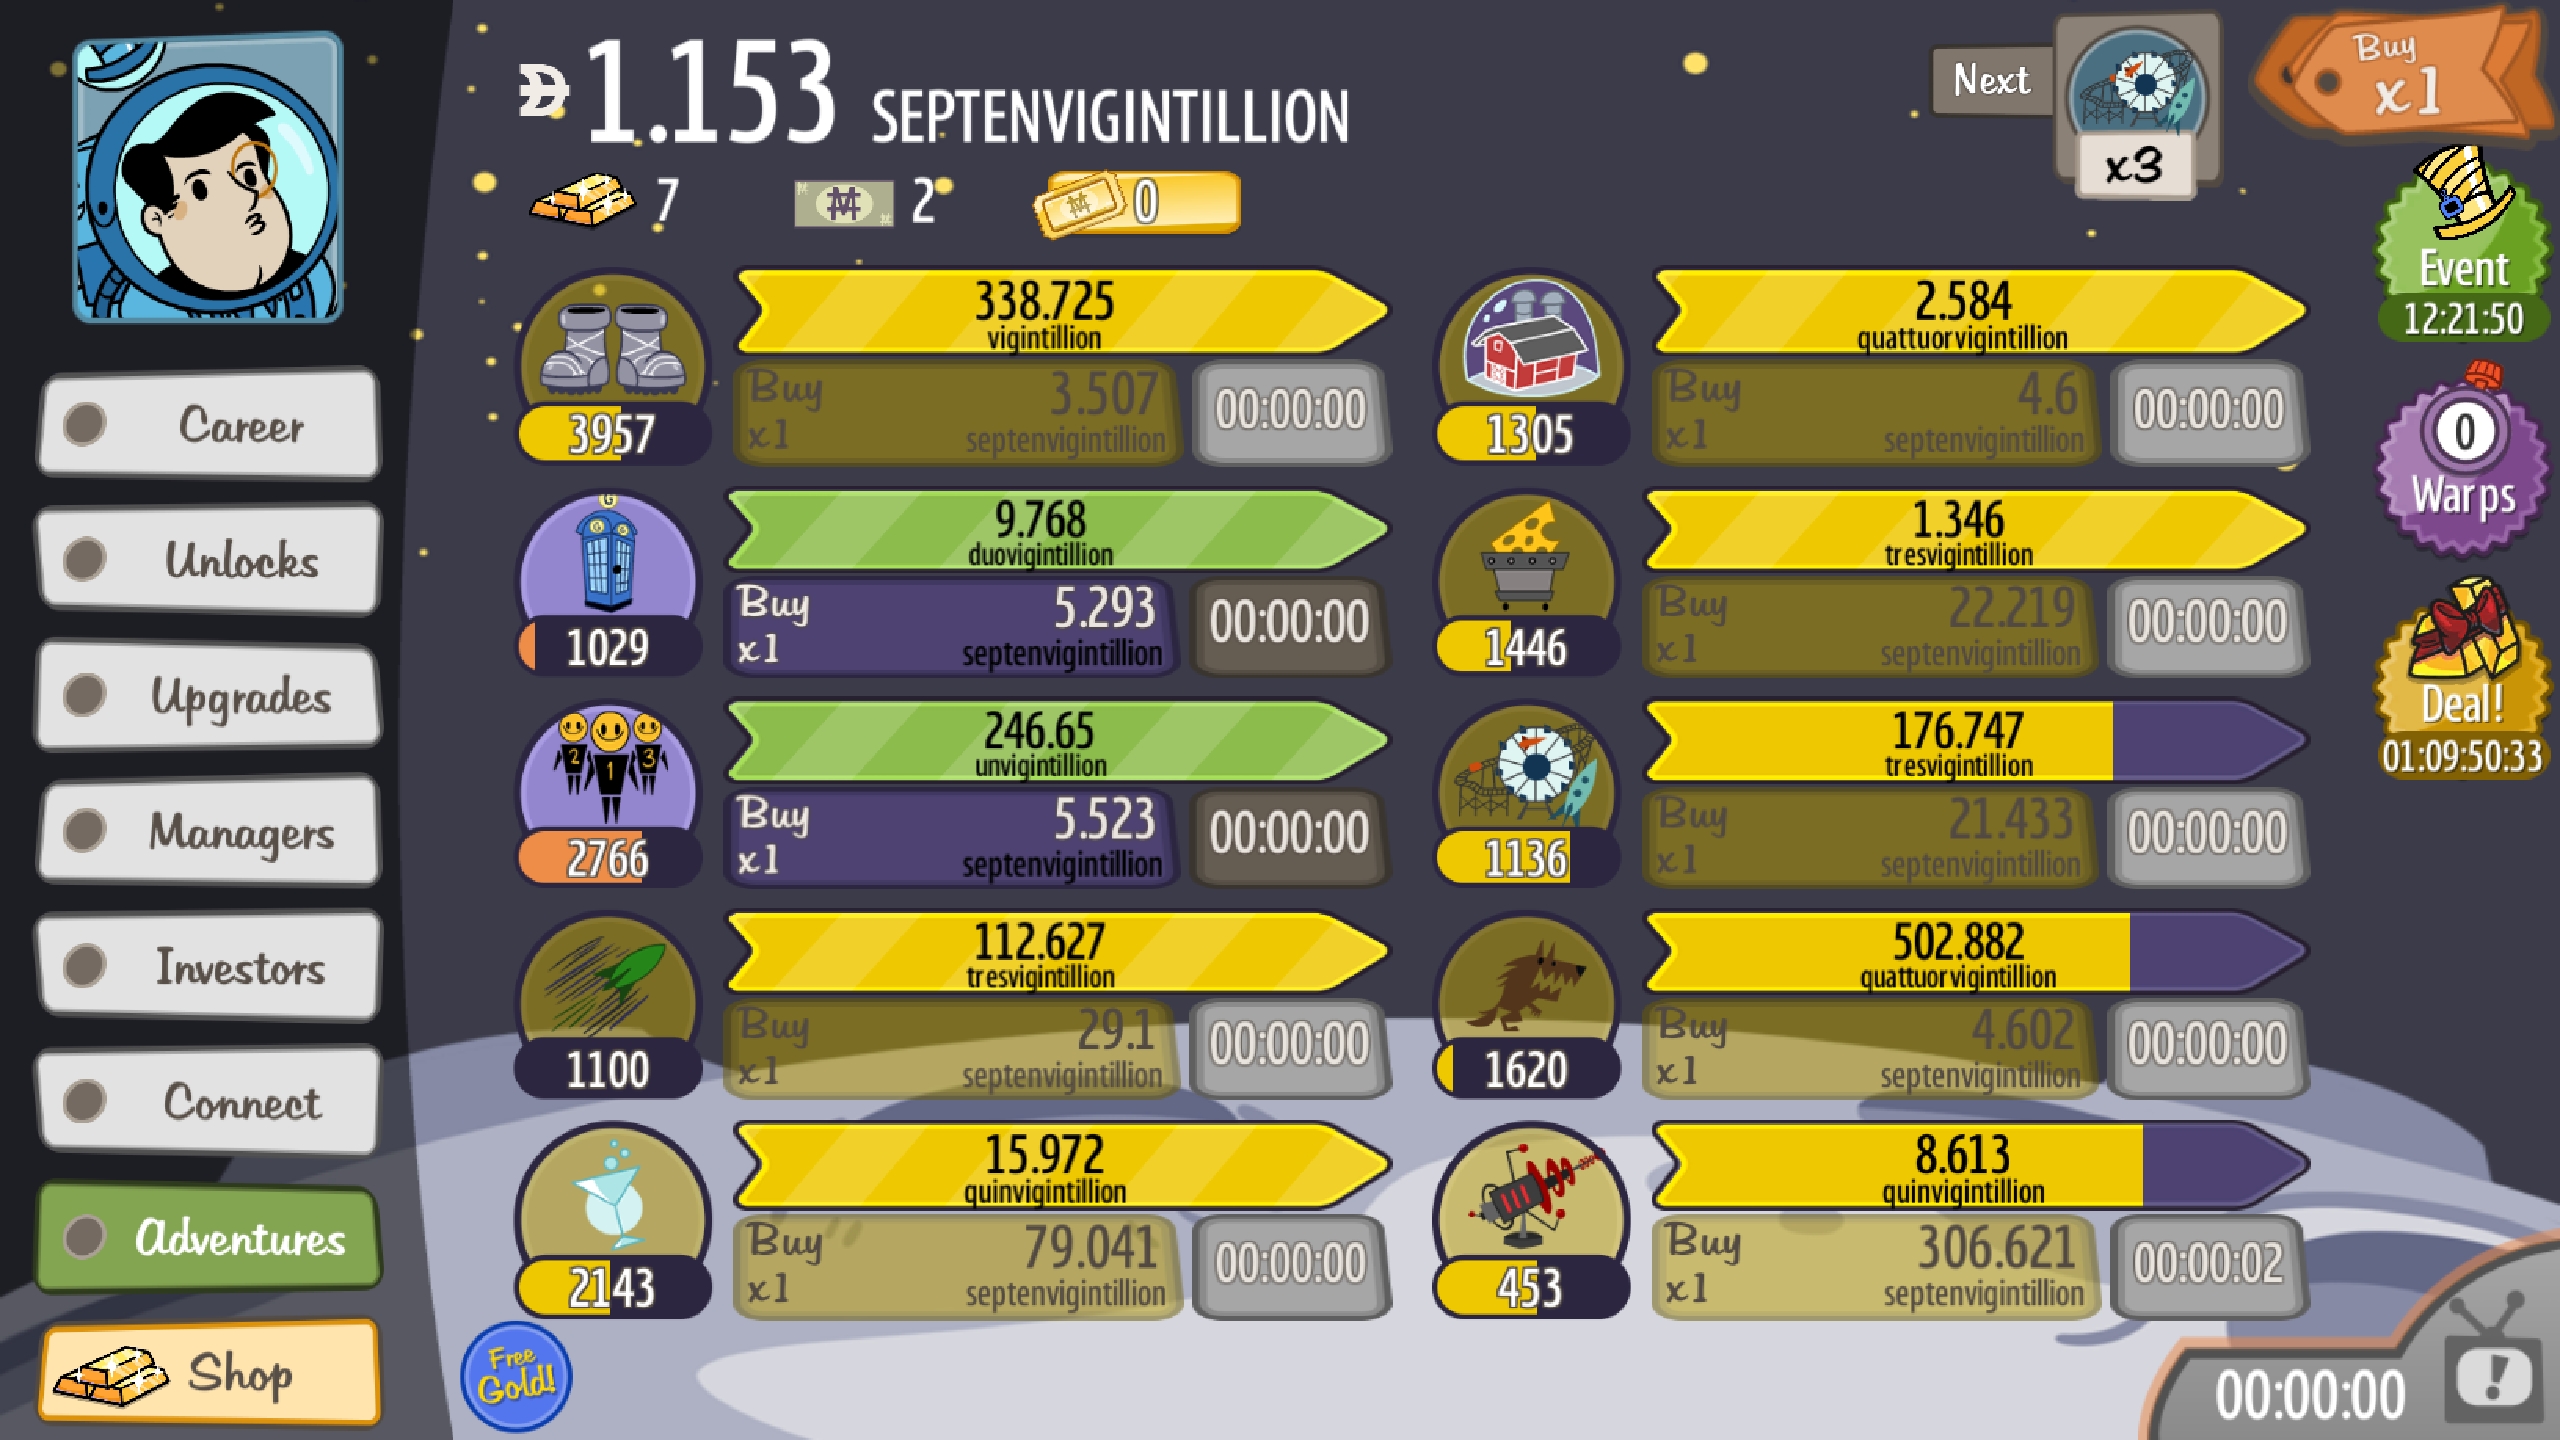 1.153 SEPTENVIGINTILLION
Next
x3
Buy
x1
7
2
0
Event
12:21:50
0
Warps
Deal!
01:09:50:33
Career
Unlocks
Upgrades
Managers
Investors
Connect
Adventures
Shop
338.725
vigintillion
3957
Buy
x1
3.507
septenvigintillion
00:00:00
G
9.768
duovigintillion
1029
Buy
x1
5.293
septenvigintillion
00:00:00
2
1
3
246.65
unvigintillion
2766
Buy
x1
5.523
septenvigintillion
00:00:00
112.627
tresvigintillion
1100
Buy
x1
29.1
septenvigintillion
00:00:00
15.972
quinvigintillion
2143
Buy
x1
79.041
septenvigintillion
00:00:00
2.584
quattuorvigintillion
1305
Buy
x1
4.6
septenvigintillion
00:00:00
1.346
tresvigintillion
1446
Buy
x1
22.219
septenvigintillion
00:00:00
176.747
tresvigintillion
1136
Buy
x1
21.433
septenvigintillion
00:00:00
502.882
quattuorvigintillion
1620
Buy
x1
4.602
septenvigintillion
00:00:00
8.613
quinvigintillion
453
Buy
x1
306.621
septenvigintillion
00:00:02
Free
Gold!
00:00:00
!